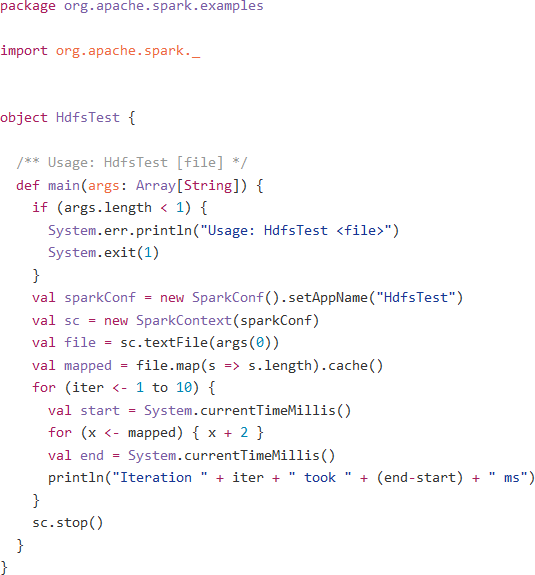 package org.apache.spark.examples
import org.apache.spark._
object HdfsTest {
/** Usage: HdfsTest [file] */
def main(args: Array[String]) {
if (args.length < 1) {
System.err.println("Usage: HdfsTest <file>")
System.exit(1)
}
val sparkConf = new SparkConf().setAppName("HdfsTest")
val sc = new SparkContext(sparkConf)
val file = sc.textFile(args(0))
val mapped = file.map(s => s.length).cache()
for (iter <- 1 to 10) {
val start = System.currentTimeMillis()
for (x <- mapped) { x + 2 }
val end = System.currentTimeMillis()
println("Iteration " + iter + " took " + (end-start) + " ms")
}
sc.stop()
}
}